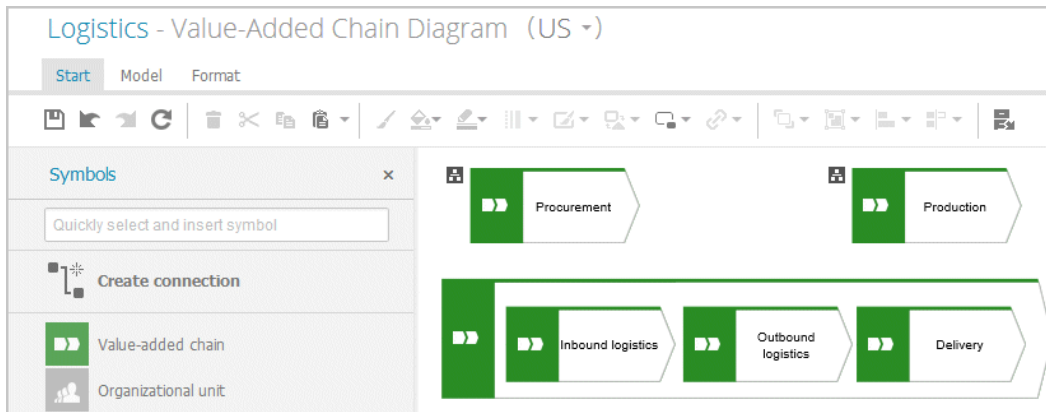 Logistics - Value-Added Chain Diagram (US ▾)
Start Model Format
Symbols ×
Quickly select and insert symbol
Create connection
Value-added chain
Organizational unit
Procurement
Production
Inbound logistics
Outbound
logistics
Delivery